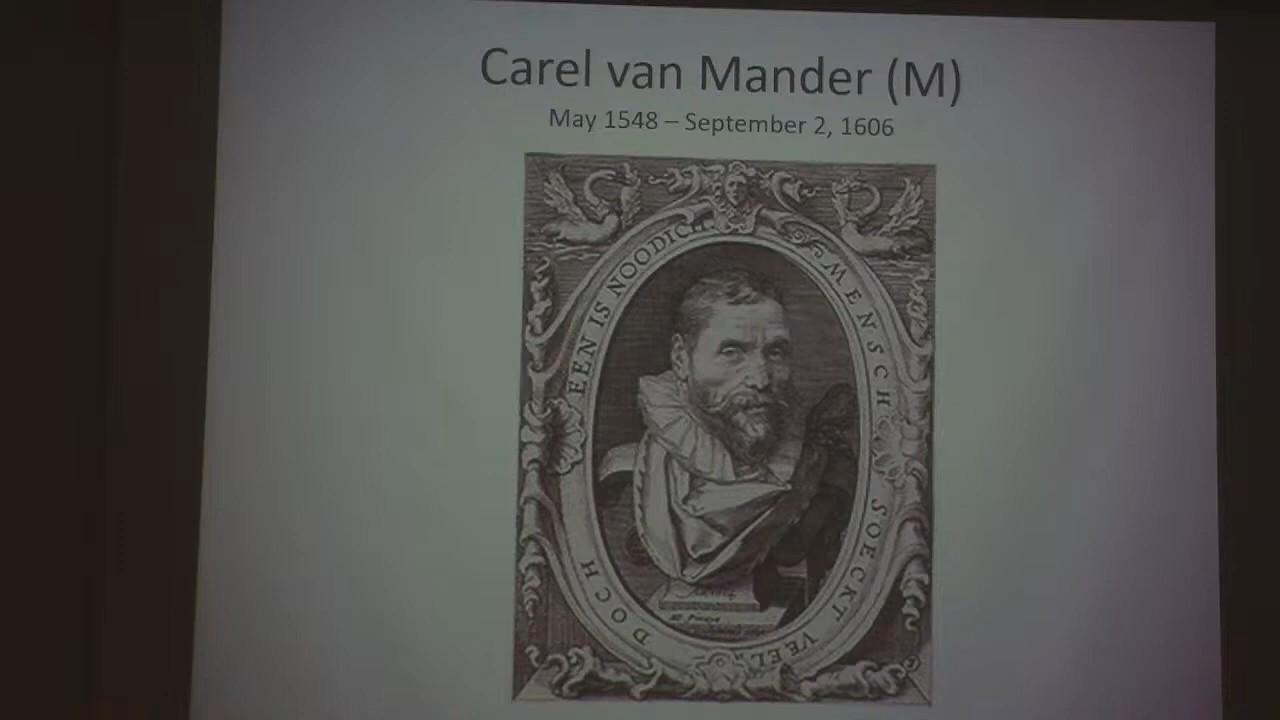 Carel van Mander (M)
May 1548 – September 2, 1606
MENSCH SOECKT VEEL DOCH EEN IS NOODICH